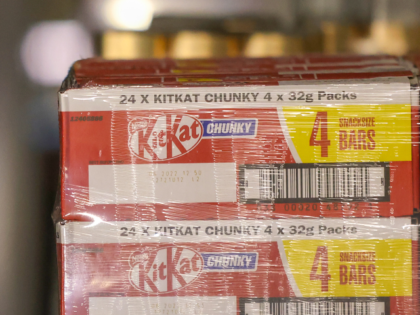 24 X KITKAT CHUNKY 4 x 32g Packs
KitKat CHUNKY
4 SNACKSIZE
BARS
24 X KITKAT CHUNKY 4 x 32g Packs
KitKat CHUNKY
4 SNACKSIZE
BARS